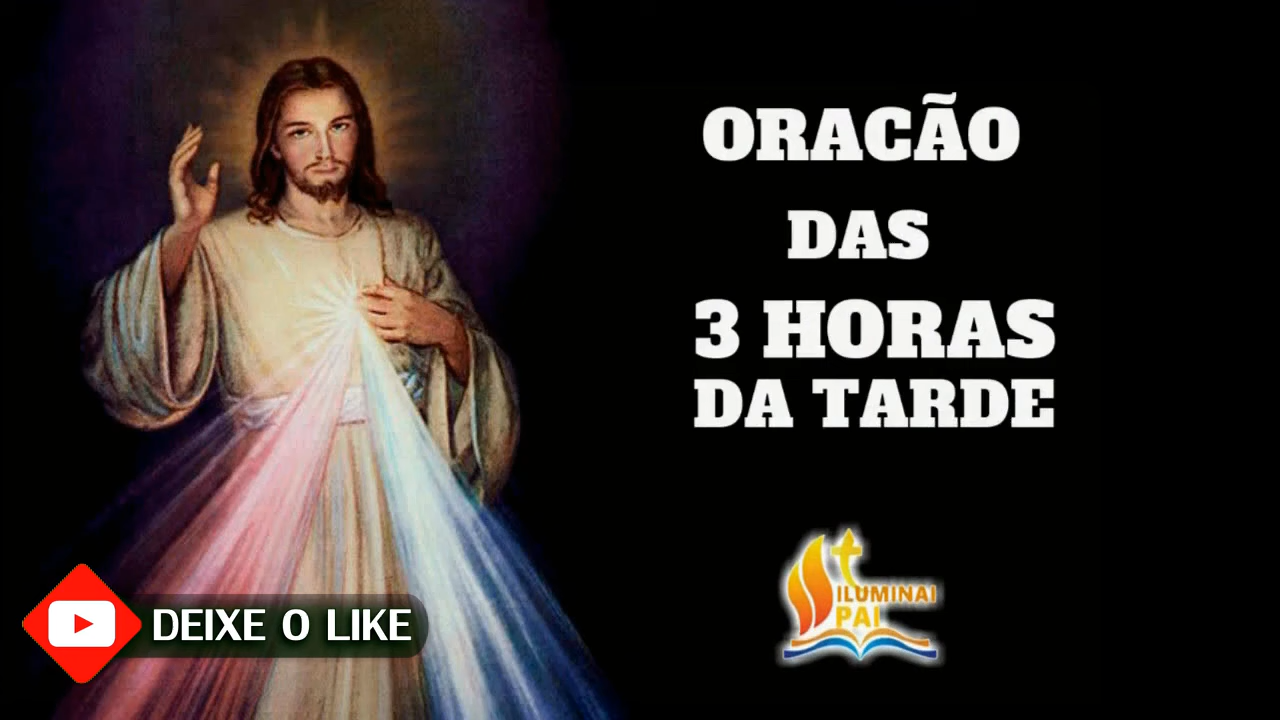 ORACÃO
DAS
3 HORAS
DA TARDE
ILUMINAI
PAI
DEIXE O LIKE